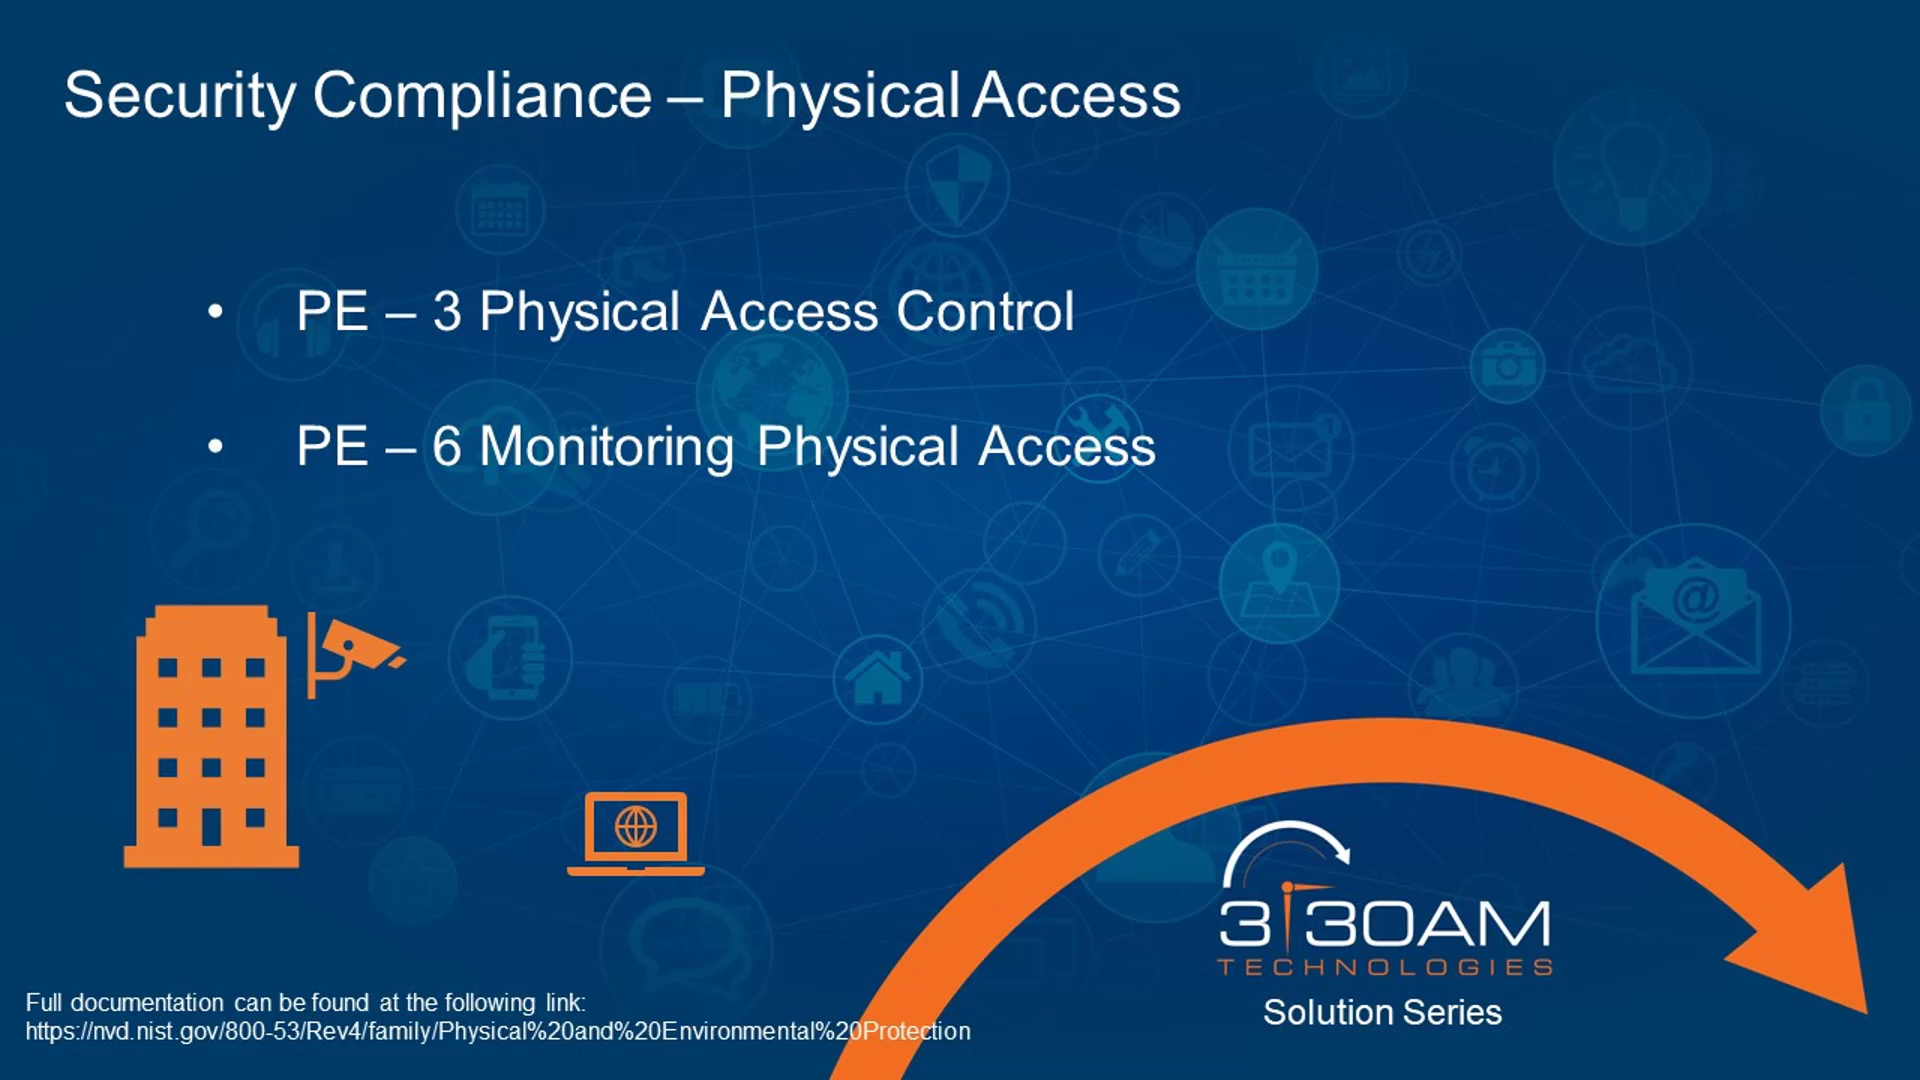 Security Compliance – Physical Access
• PE – 3 Physical Access Control
• PE – 6 Monitoring Physical Access
3:30AM
TECHNOLOGIES
Solution Series
Full documentation can be found at the following link:
https://nvd.nist.gov/800-53/Rev4/family/Physical%20and%20Environmental%20Protection